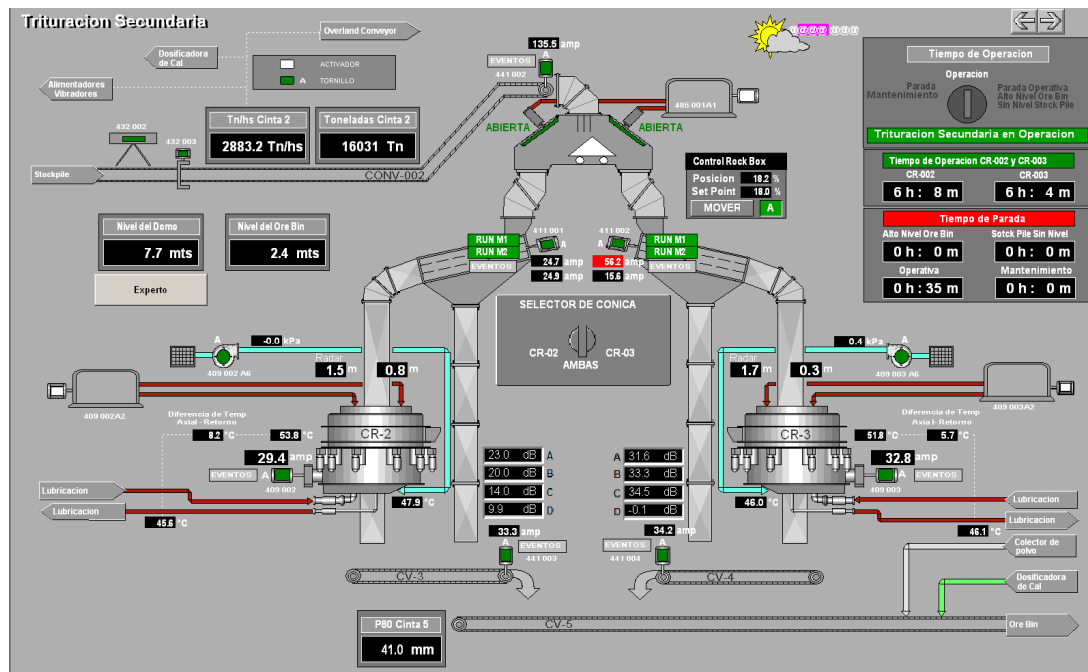 Trituracion Secundaria
Overland Conveyor
Dosificadora
de Cal
Alimentadores
Vibradores
ACTIVADOR
A TORNILLO
135.5 amp
A
EVENTOS
441 002
@@@@ @@@
405 001A1
ABIERTA
ABIERTA
Tn/hs Cinta 2
2883.2 Tn/hs
Toneladas Cinta 2
16031 Tn
432 002
432 003
Stockpile
CONV-002
Tiempo de Operacion
Operacion
Parada
Mantenimiento
Parada Operativa
Alto Nivel Ore Bin
Sin Nivel Stock Pile
Trituracion Secundaria en Operacion
Tiempo de Operacion CR-002 y CR-003
CR-002
CR-003
6 h : 8 m
6 h : 4 m
Tiempo de Parada
Alto Nivel Ore Bin
Sotck Pile Sin Nivel
0 h : 0 m
0 h : 0 m
Operativa
Mantenimiento
0 h : 35 m
0 h : 0 m
Control Rock Box
Posicion 18.2 %
Set Point 18.0 %
MOVER A
Nivel del Domo
7.7 mts
Nivel del Ore Bin
2.4 mts
Experto
RUN M1
RUN M2
EVENTOS
411 001
A
24.7 amp
24.9 amp
411 002
A
56.2 amp
15.6 amp
RUN M1
RUN M2
EVENTOS
SELECTOR DE CONICA
CR-02
CR-03
AMBAS
A
-0.0 kPa
409 002 A6
Radar
1.5 m
0.8 m
Radar
1.7 m
0.3 m
0.4 kPa
A
409 003 A6
409 002A2
409 003A2
Diferencia de Temp
Axial - Retorno
8.2 °C
53.8 °C
CR-2
29.4 amp
EVENTOS
A
409 002
Lubricacion
Lubricacion
45.6 °C
47.9 °C
Diferencia de Temp
Axial- Retorno
51.8 °C
5.7 °C
CR-3
32.8 amp
A
EVENTOS
409 003
Lubricacion
Lubricacion
46.0 °C
46.1 °C
23.0 dB A
20.0 dB B
14.0 dB C
9.9 dB D
A 31.6 dB
B 33.3 dB
C 34.5 dB
D -0.1 dB
33.3 amp
A
EVENTOS
441 003
34.2 amp
A
EVENTOS
441 004
CV-3
CV-4
Colector de
polvo
Dosificadora
de Cal
P80 Cinta 5
41.0 mm
CV-5
Ore Bin